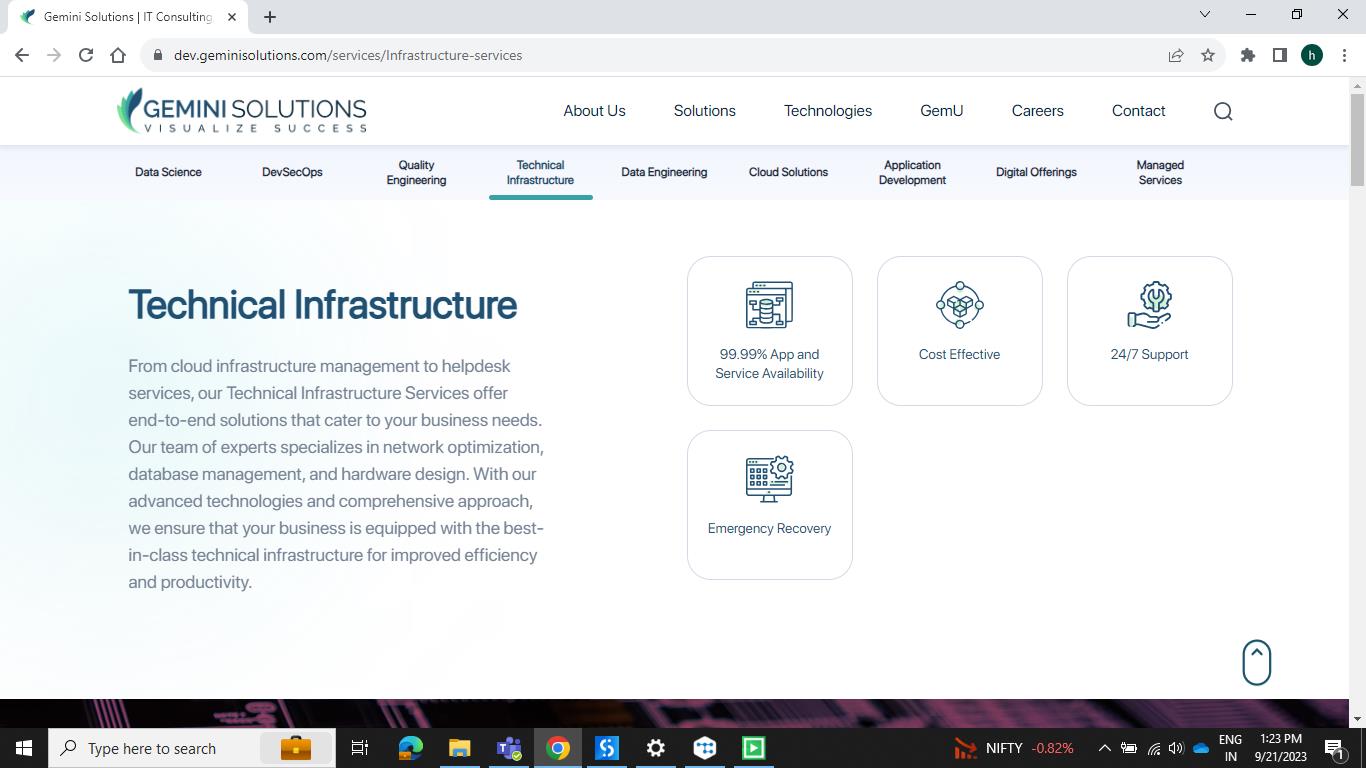 Gemini Solutions | IT Consulting
dev.geminisolutions.com/services/Infrastructure-services
h
GEMINI SOLUTIONS
VISUALIZE SUCCESS
About Us
Solutions
Technologies
GemU
Careers
Contact
Data Science
DevSecOps
Quality
Engineering
Technical
Infrastructure
Data Engineering
Cloud Solutions
Application
Development
Digital Offerings
Managed
Services
Technical Infrastructure
From cloud infrastructure management to helpdesk
services, our Technical Infrastructure Services offer
end-to-end solutions that cater to your business needs.
Our team of experts specializes in network optimization,
database management, and hardware design. With our
advanced technologies and comprehensive approach,
we ensure that your business is equipped with the best-
in-class technical infrastructure for improved efficiency
and productivity.
99.99% App and
Service Availability
Cost Effective
24/7 Support
Emergency Recovery
Type here to search
NIFTY -0.82%
ENG
IN
1:23 PM
9/21/2023
1